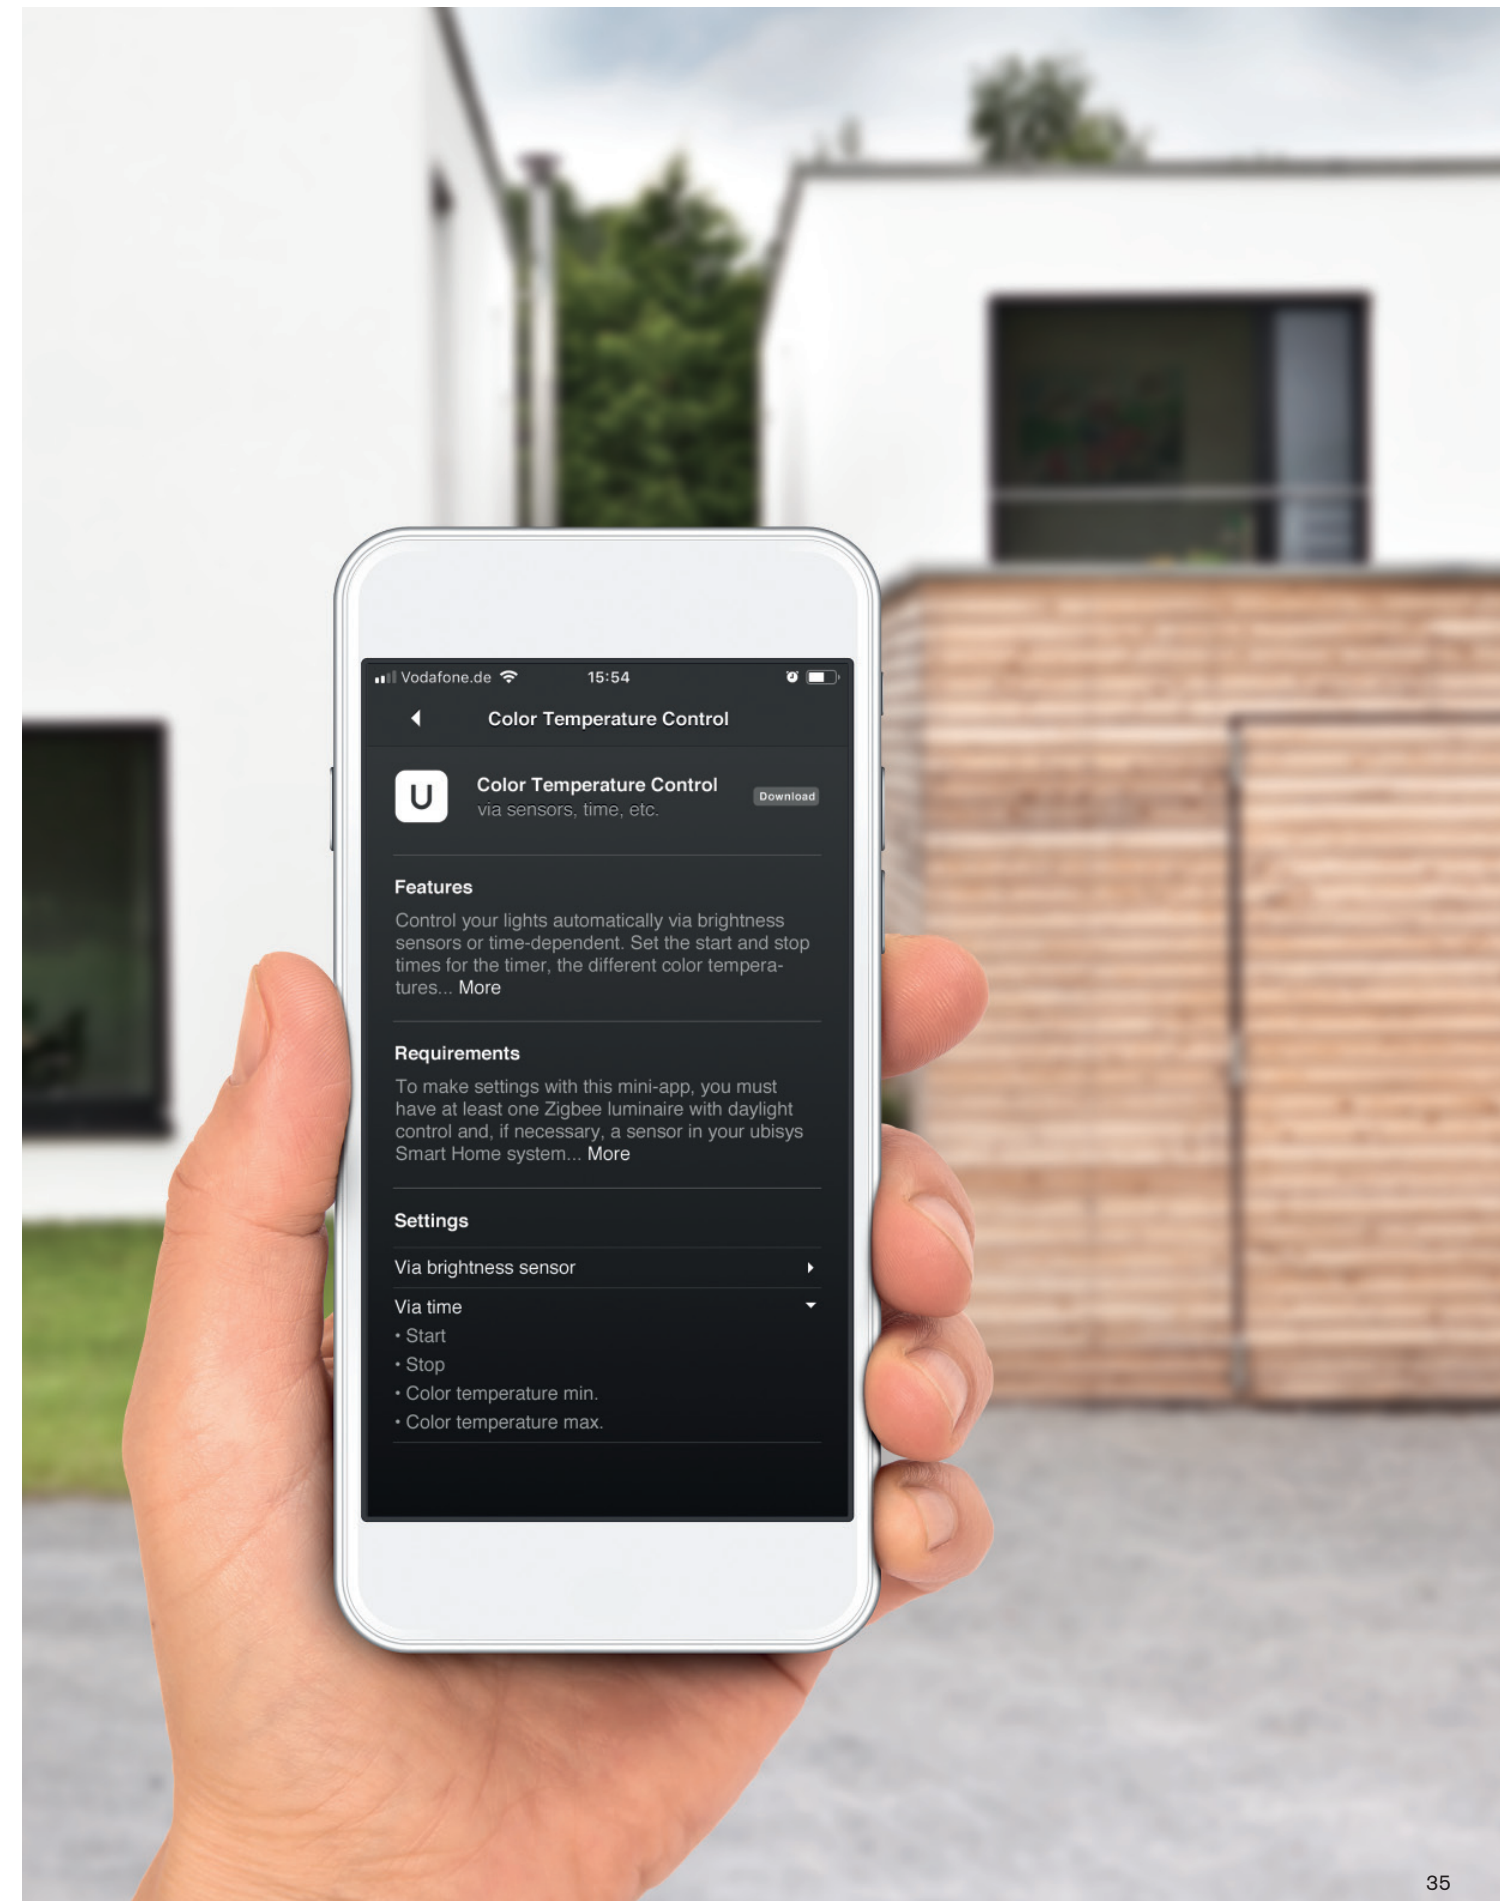 Vodafone.de
15:54
Color Temperature Control
U
Color Temperature Control
Download
via sensors, time, etc.
Features
Control your lights automatically via brightness
sensors or time-dependent. Set the start and stop
times for the timer, the different color tempera-
tures... More
Requirements
To make settings with this mini-app, you must
have at least one Zigbee luminaire with daylight
control and, if necessary, a sensor in your ubisys
Smart Home system... More
Settings
Via brightness sensor
Via time
• Start
• Stop
• Color temperature min.
• Color temperature max.
35